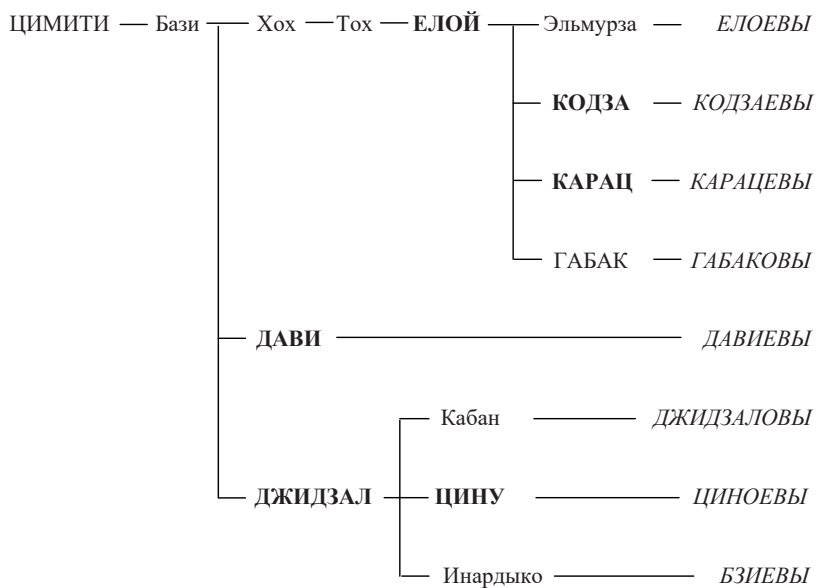 ЦИМИТИ Бази Хох Тох ЕЛОЙ Эльмурза ЕЛОЕВЫ
КОДЗА КОДЗАЕВЫ
КАРАЦ КАРАЦЕВЫ
ГАБАК ГАБАКОВЫ
ДАВИ ДАВИЕВЫ
Кабан ДЖИДЗАЛОВЫ
ДЖИДЗАЛ ЦИНУ ЦИНОЕВЫ
Инардыко БЗИЕВЫ